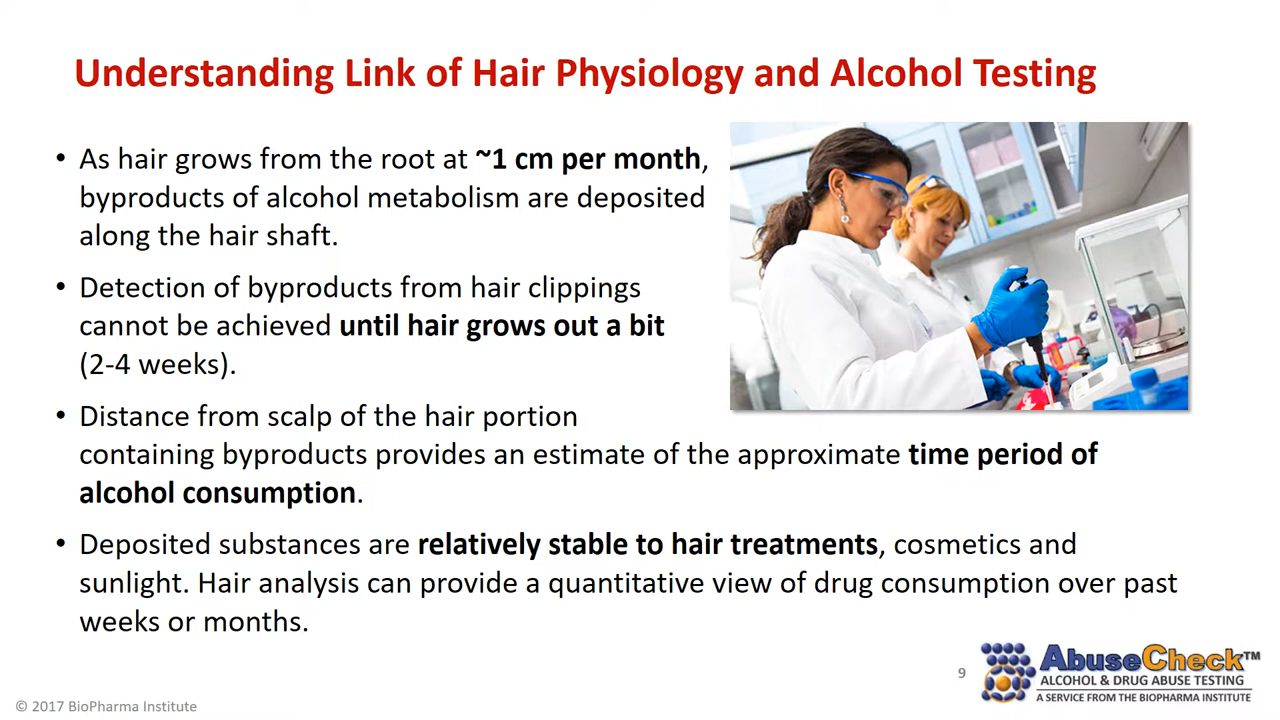 Understanding Link of Hair Physiology and Alcohol Testing
• As hair grows from the root at ~1 cm per month,
byproducts of alcohol metabolism are deposited
along the hair shaft.
• Detection of byproducts from hair clippings
cannot be achieved until hair grows out a bit
(2-4 weeks).
• Distance from scalp of the hair portion
containing byproducts provides an estimate of the approximate time period of
alcohol consumption.
• Deposited substances are relatively stable to hair treatments, cosmetics and
sunlight. Hair analysis can provide a quantitative view of drug consumption over past
weeks or months.
9
AbuseCheck™
ALCOHOL & DRUG ABUSE TESTING
A SERVICE FROM THE BIOPHARMA INSTITUTE
© 2017 BioPharma Institute